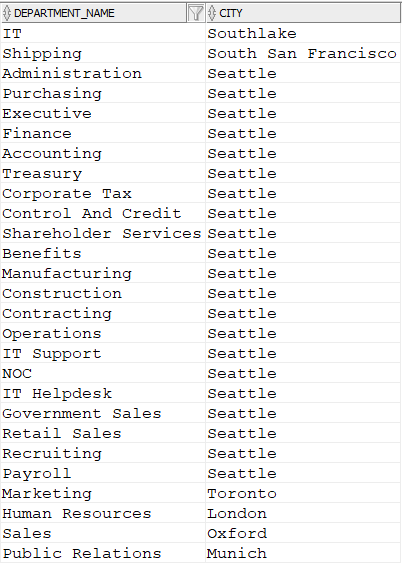 DEPARTMENT_NAME CITY
IT Southlake
Shipping South San Francisco
Administration Seattle
Purchasing Seattle
Executive Seattle
Finance Seattle
Accounting Seattle
Treasury Seattle
Corporate Tax Seattle
Control And Credit Seattle
Shareholder Services Seattle
Benefits Seattle
Manufacturing Seattle
Construction Seattle
Contracting Seattle
Operations Seattle
IT Support Seattle
NOC Seattle
IT Helpdesk Seattle
Government Sales Seattle
Retail Sales Seattle
Recruiting Seattle
Payroll Seattle
Marketing Toronto
Human Resources London
Sales Oxford
Public Relations Munich